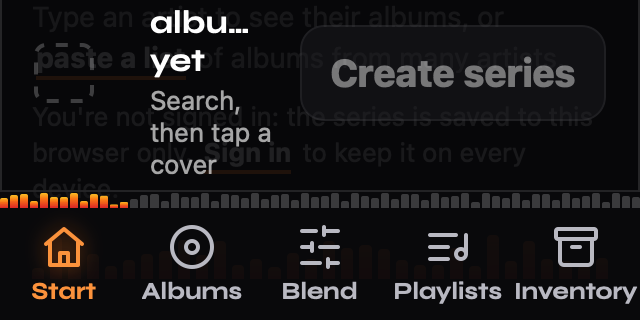 Type an artist to see their albums, or
paste a list of albums from many artists.
You're not signed in: the series is saved to this
browser only. Sign in to keep it on every
device.
albu...
yet
Search,
then tap a
cover
Create series
Start Albums Blend Playlists Inventory